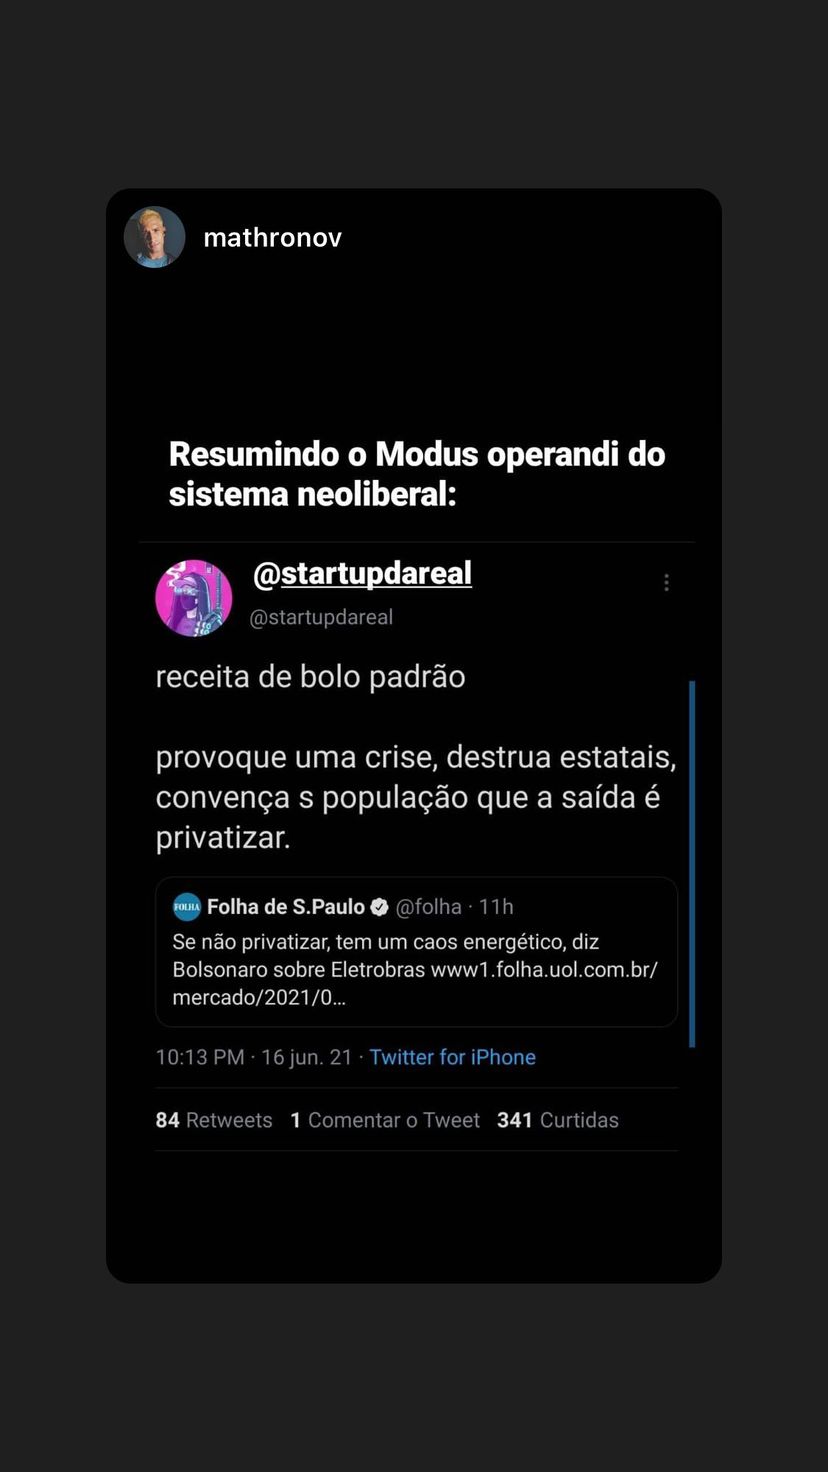 mathronov
Resumindo o Modus operandi do
sistema neoliberal:
@startupdareal
@startupdareal
receita de bolo padrão
provoque uma crise, destrua estatais,
convença s população que a saída é
privatizar.
FOLHA Folha de S.Paulo @folha · 11h
Se não privatizar, tem um caos energético, diz
Bolsonaro sobre Eletrobras www1.folha.uol.com.br/
mercado/2021/0…
10:13 PM · 16 jun. 21 · Twitter for iPhone
84 Retweets 1 Comentar o Tweet 341 Curtidas